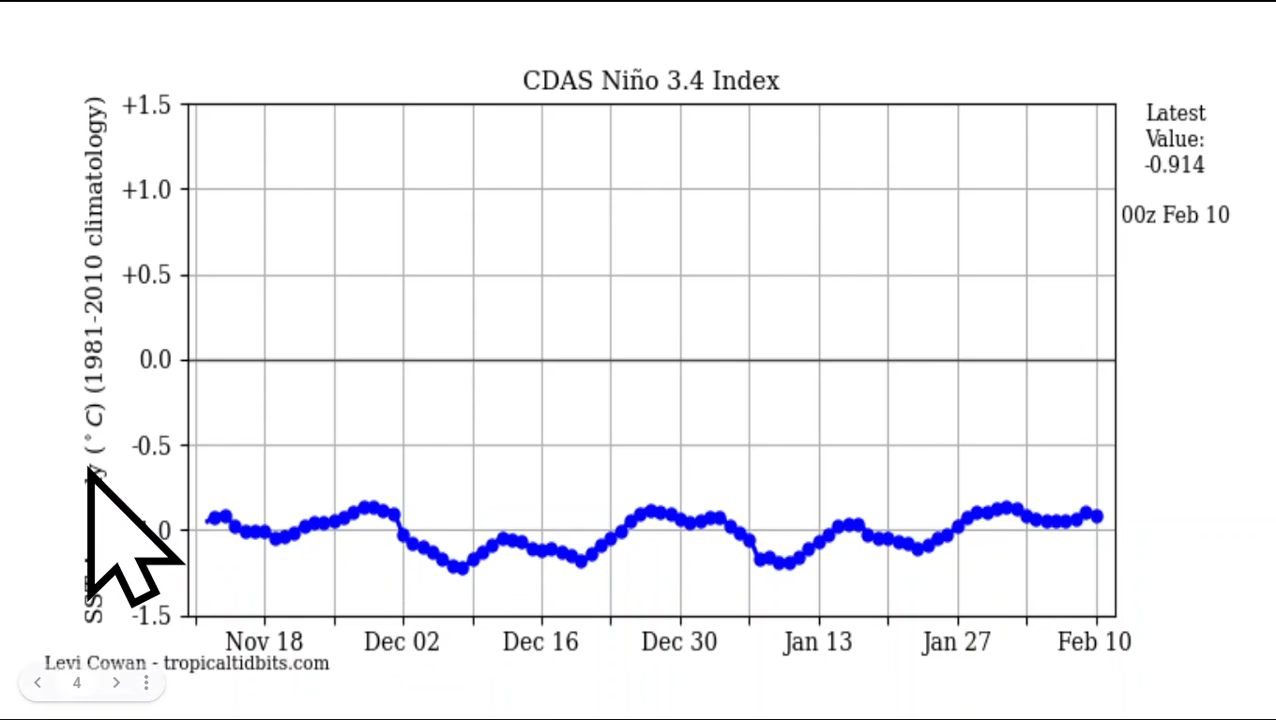 CDAS Niño 3.4 Index
+1.5
+1.0
+0.5
0.0
-0.5
-1.5
(°C) (1981-2010 climatology)
Latest
Value:
-0.914
00z Feb 10
Nov 18
Dec 02
Dec 16
Dec 30
Jan 13
Jan 27
Feb 10
Levi Cowan - tropicaltidbits.com
4